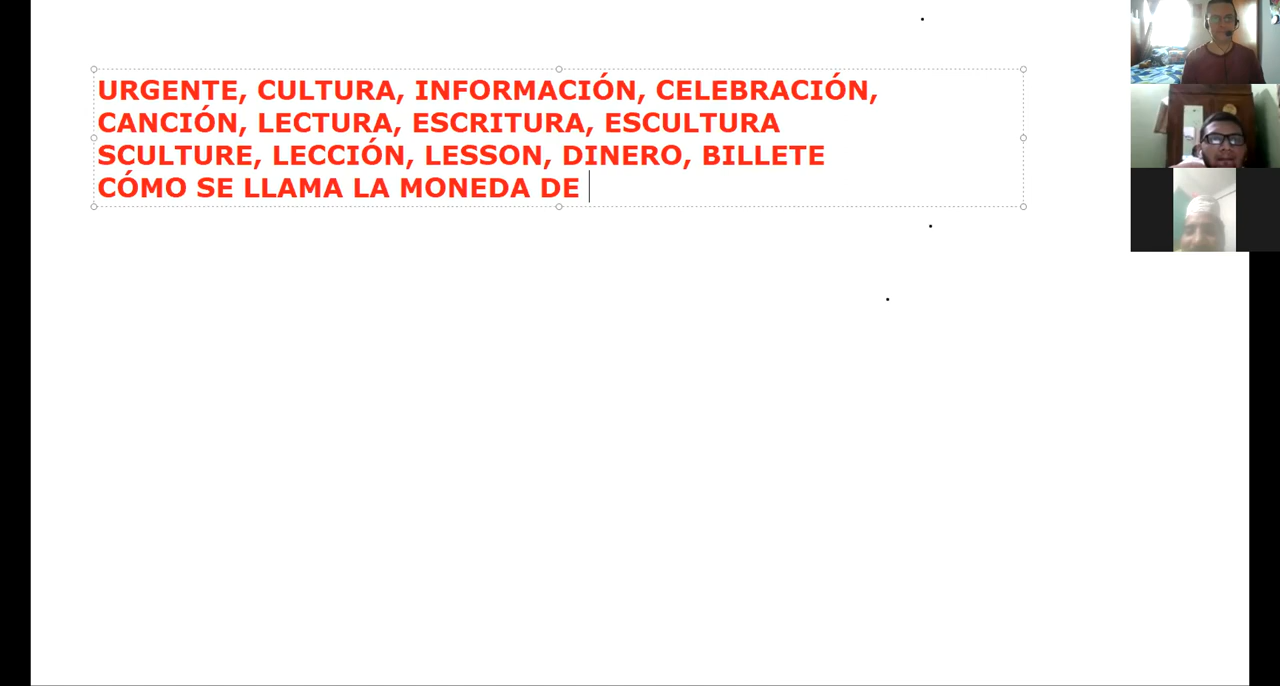 URGENTE, CULTURA, INFORMACIÓN, CELEBRACIÓN,
CANCIÓN, LECTURA, ESCRITURA, ESCULTURA
SCULTURE, LECCIÓN, LESSON, DINERO, BILLETE
CÓMO SE LLAMA LA MONEDA DE